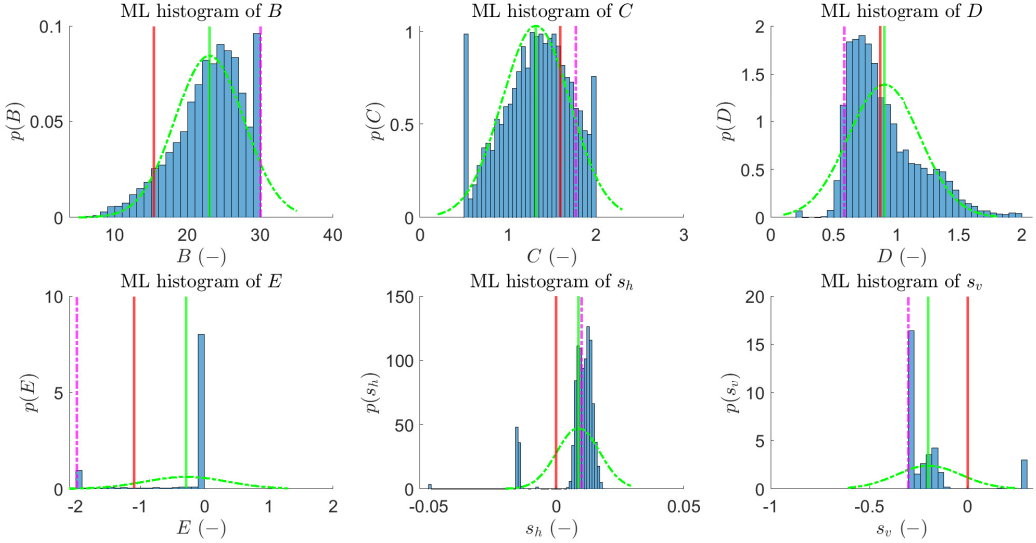 ML histogram of B
0.1
0.05
0
p(B)
10 20 30 40
B (−)
ML histogram of C
1
0.5
0
p(C)
0 1 2 3
C (−)
ML histogram of D
2
1.5
1
0.5
0
p(D)
0 0.5 1 1.5 2
D (−)
ML histogram of E
10
5
0
p(E)
-2 -1 0 1 2
E (−)
ML histogram of s_h
150
100
50
0
p(s_h)
-0.05 0 0.05
s_h (−)
ML histogram of s_v
20
15
10
5
0
p(s_v)
-1 -0.5 0
s_v (−)